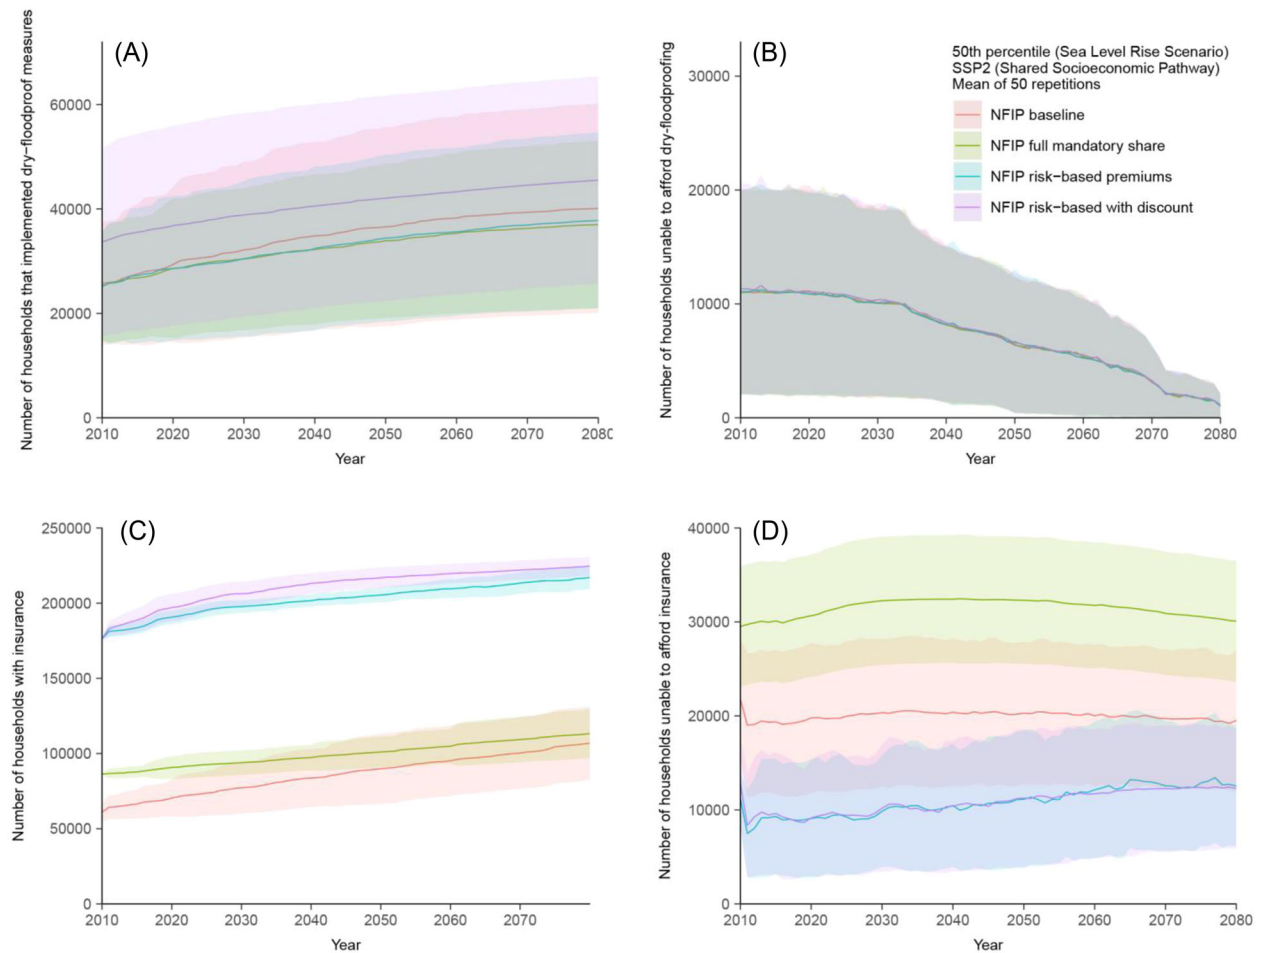 (A)
Number of households that implemented dry−floodproof measures
60000
40000
20000
0
2010 2020 2030 2040 2050 2060 2070 2080
Year
(B)
Number of households unable to afford dry-floodproofing
30000
20000
10000
0
2010 2020 2030 2040 2050 2060 2070 2080
Year
50th percentile (Sea Level Rise Scenario)
SSP2 (Shared Socioeconomic Pathway)
Mean of 50 repetitions
NFIP baseline
NFIP full mandatory share
NFIP risk−based premiums
NFIP risk−based with discount
(C)
Number of households with insurance
250000
200000
150000
100000
50000
0
2010 2020 2030 2040 2050 2060 2070
Year
(D)
Number of households unable to afford insurance
40000
30000
20000
10000
0
2010 2020 2030 2040 2050 2060 2070 2080
Year